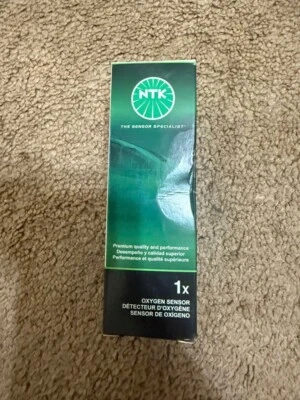 NTK
THE SENSOR SPECIALIST
Premium quality and performance
Desempeño y calidad superior
Performance et qualité supérieure
1x
OXYGEN SENSOR
DÉTECTEUR D'OXYGÈNE
SENSOR DE OXÍGENO